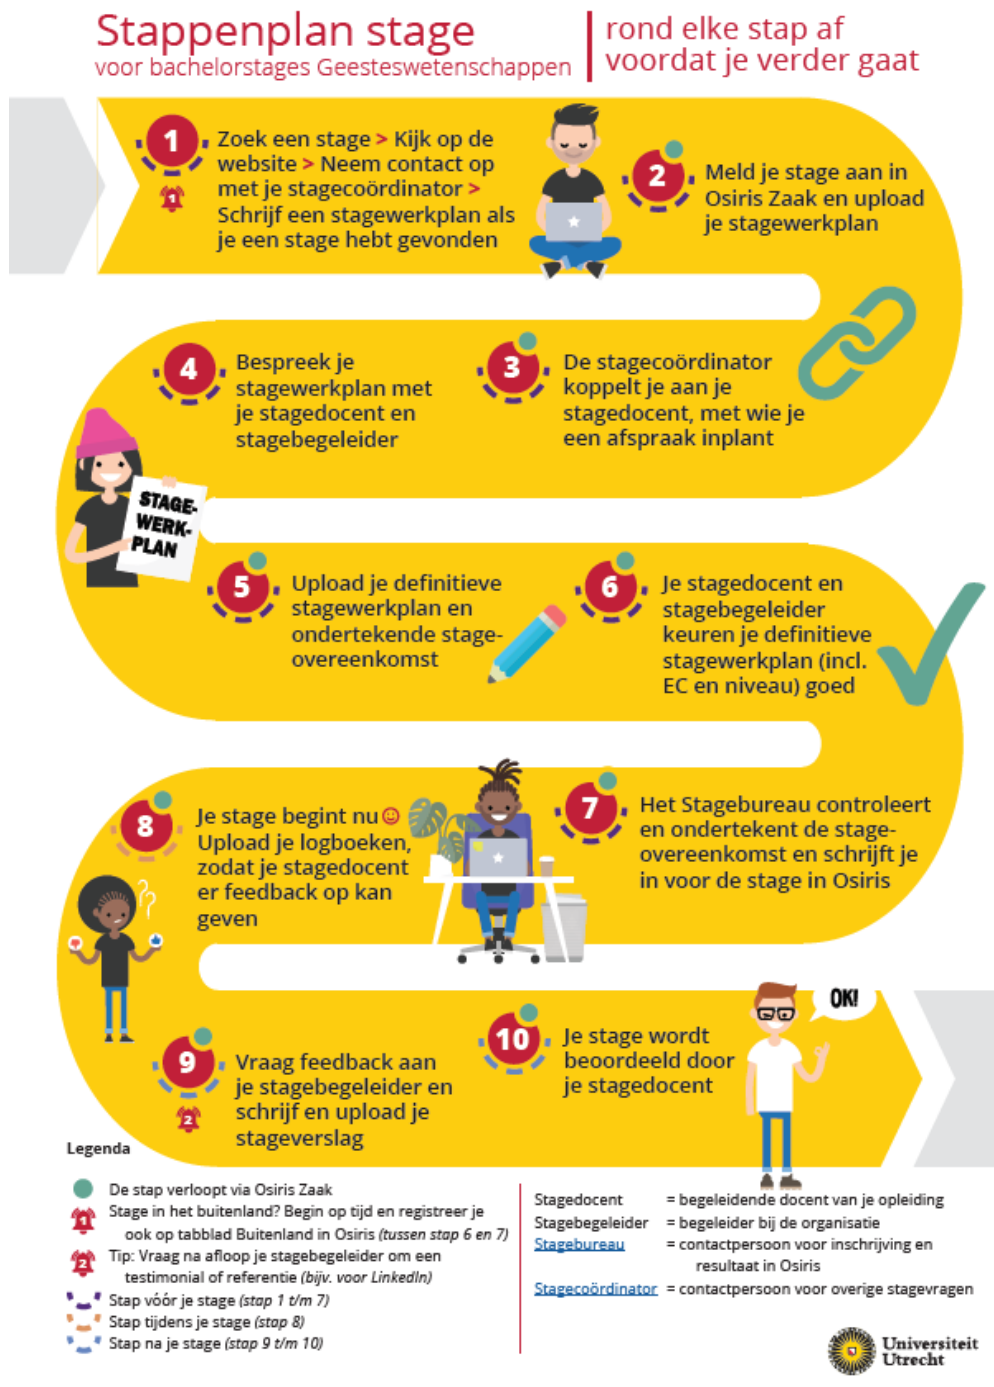 Stappenplan stage
voor bachelorstages Geesteswetenschappen
rond elke stap af
voordat je verder gaat
1
1
Zoek een stage > Kijk op de
website > Neem contact op
met je stagecoördinator >
Schrijf een stagewerkplan als
je een stage hebt gevonden
2
Meld je stage aan in
Osiris Zaak en upload
je stagewerkplan
3
De stagecoördinator
koppelt je aan je
stagedocent, met wie je
een afspraak inplant
4
Bespreek je
stagewerkplan met
je stagedocent en
stagebegeleider
STAGE-
WERK-
PLAN
5
Upload je definitieve
stagewerkplan en
ondertekende stage-
overeenkomst
6
Je stagedocent en
stagebegeleider
keuren je definitieve
stagewerkplan (incl.
EC en niveau) goed
7
Het Stagebureau controleert
en ondertekent de stage-
overeenkomst en schrijft je
in voor de stage in Osiris
8
Je stage begint nu
Upload je logboeken,
zodat je stagedocent
er feedback op kan
geven
??
9
2
Vraag feedback aan
je stagebegeleider en
schrijf en upload je
stageverslag
10
Je stage wordt
beoordeeld door
je stagedocent
OK!
Legenda
De stap verloopt via Osiris Zaak
1 Stage in het buitenland? Begin op tijd en registreer je
ook op tabblad Buitenland in Osiris (tussen stap 6 en 7)
2 Tip: Vraag na afloop je stagebegeleider om een
testimonial of referentie (bijv. voor LinkedIn)
Stap vóór je stage (stap 1 t/m 7)
Stap tijdens je stage (stap 8)
Stap na je stage (stap 9 t/m 10)
Stagedocent = begeleidende docent van je opleiding
Stagebegeleider = begeleider bij de organisatie
Stagebureau = contactpersoon voor inschrijving en
resultaat in Osiris
Stagecoördinator = contactpersoon voor overige stagevragen
Universiteit
Utrecht